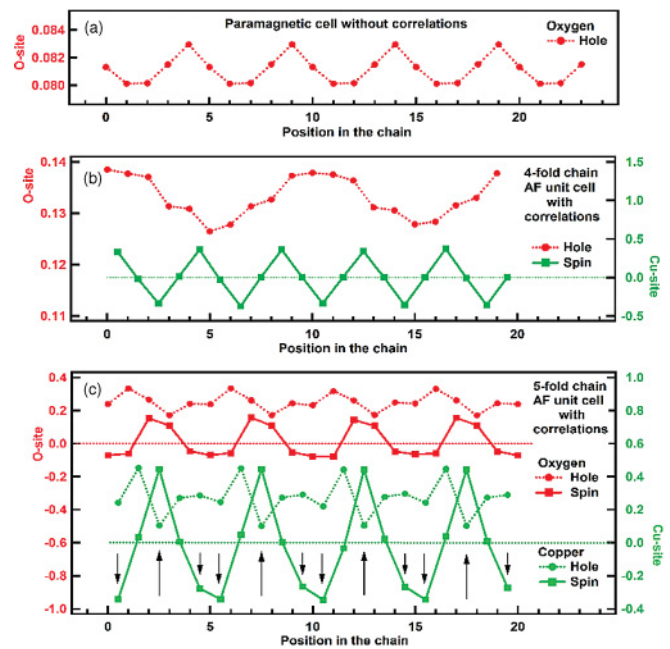 (a)
Paramagnetic cell without correlations
Oxygen
Hole
O-site
0.084
0.082
0.080
0 5 10 15 20
Position in the chain
(b)
4-fold chain
AF unit cell
with
correlations
Hole
Spin
O-site
0.14
0.13
0.12
0.11
1.5
1.0
0.5
0.0
-0.5
Cu-site
0 5 10 15 20
Position in the chain
(c)
5-fold chain
AF unit cell
with
correlations
Oxygen
Hole
Spin
Copper
Hole
Spin
O-site
0.4
0.2
0.0
-0.2
-0.4
-0.6
-0.8
-1.0
1.0
0.8
0.6
0.4
0.2
0.0
-0.2
-0.4
Cu-site
0 5 10 15 20
Position in the chain